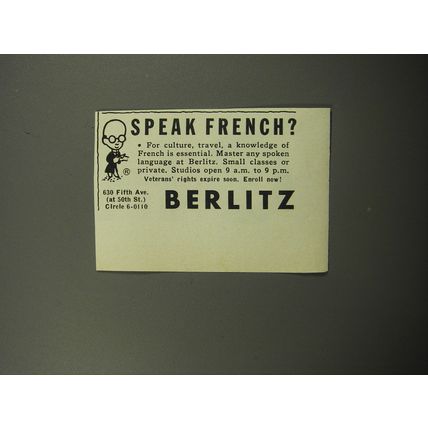 SPEAK FRENCH?
• For culture, travel, a knowledge of
French is essential. Master any spoken
language at Berlitz. Small classes or
private. Studios open 9 a.m. to 9 p.m.
Veterans' rights expire soon. Enroll now!
®
630 Fifth Ave.
(at 50th St.)
Circle 6-0110
BERLITZ